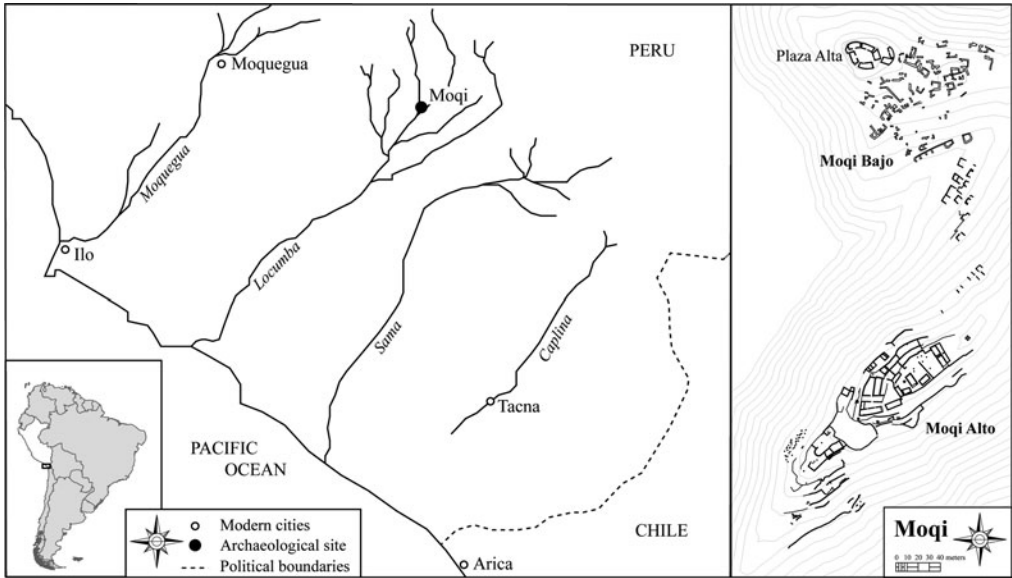 PERU
Moquegua
Moqi
Moquegua
Ilo
Locumba
Sama
Caplina
Tacna
PACIFIC
OCEAN
CHILE
Arica
Modern cities
Archaeological site
Political boundaries
Plaza Alta
Moqi Bajo
Moqi Alto
Moqi
0 10 20 30 40 meters